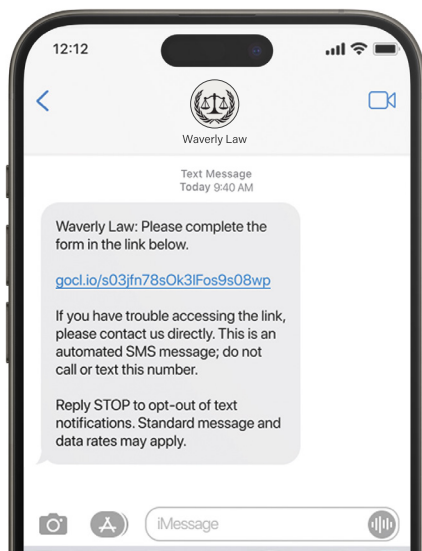 12:12
Waverly Law
Text Message
Today 9:40 AM
Waverly Law: Please complete the
form in the link below.
gocl.io/s03jfn78sOk3lFos9s08wp
If you have trouble accessing the link,
please contact us directly. This is an
automated SMS message; do not
call or text this number.
Reply STOP to opt-out of text
notifications. Standard message and
data rates may apply.
iMessage